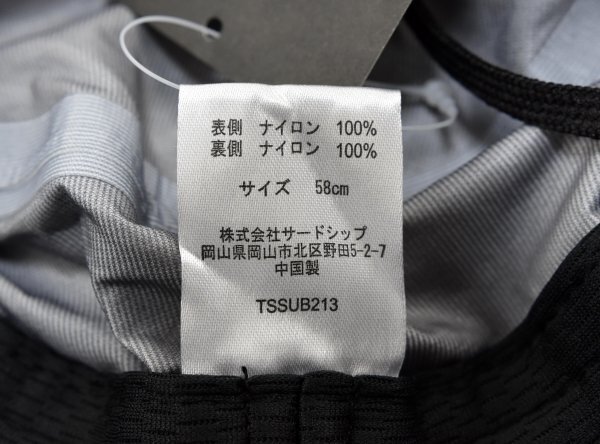 表側 ナイロン 100%
裏側 ナイロン 100%
サイズ 58cm
株式会社サードシップ
岡山県岡山市北区野田5-2-7
中国製
TSSUB213